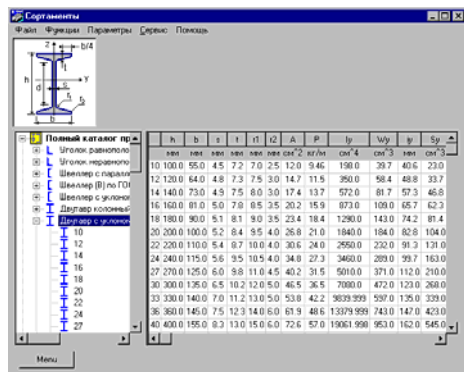 Сортаменты
Файл Функции Параметры Сервис Помощь
z b/4
h d s y
r1
r2
b
Полный каталог пр
Уголок равнополо
Уголок неравнопо
Швеллер с паралл
Швеллер (В) по ГО
Швеллер с уклоно
Двутавр колонный
Двутавр с уклоно
10
12
14
16
18
20
22
24
27
h b s t r1 r2 A P Iy Wy iy Sy
мм мм мм мм мм мм см^2 кг/м см^4 см^3 мм см^3
10 100.0 55.0 4.5 7.2 7.0 2.5 12.0 9.46 198.0 39.7 40.6 23.0
12 120.0 64.0 4.8 7.3 7.5 3.0 14.7 11.5 350.0 58.4 48.8 33.7
14 140.0 73.0 4.9 7.5 8.0 3.0 17.4 13.7 572.0 81.7 57.3 46.8
16 160.0 81.0 5.0 7.8 8.5 3.5 20.2 15.9 873.0 109.0 65.7 62.3
18 180.0 90.0 5.1 8.1 9.0 3.5 23.4 18.4 1290.0 143.0 74.2 81.4
20 200.0 100.0 5.2 8.4 9.5 4.0 26.8 21.0 1840.0 184.0 82.8 104.0
22 220.0 110.0 5.4 8.7 10.0 4.0 30.6 24.0 2550.0 232.0 91.3 131.0
24 240.0 115.0 5.6 9.5 10.5 4.0 34.8 27.3 3460.0 289.0 99.7 163.0
27 270.0 125.0 6.0 9.8 11.0 4.5 40.2 31.5 5010.0 371.0 112.0 210.0
30 300.0 135.0 6.5 10.2 12.0 5.0 46.5 36.5 7080.0 472.0 123.0 268.0
33 330.0 140.0 7.0 11.2 13.0 5.0 53.8 42.2 9839.999 597.0 135.0 339.0
36 360.0 145.0 7.5 12.3 14.0 6.0 61.9 48.6 13379.999 743.0 147.0 423.0
40 400.0 155.0 8.3 13.0 15.0 6.0 72.6 57.0 19061.998 953.0 162.0 545.0
Menu